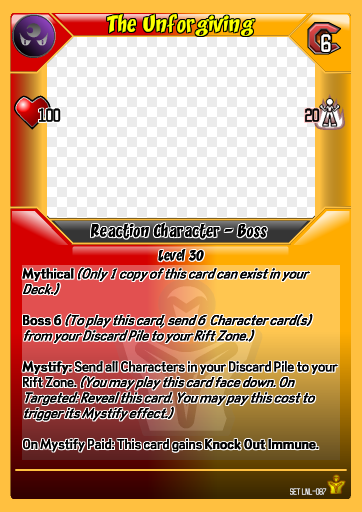 The Unforgiving
6
100
20
Reaction Character - Boss
Level 30
Mythical (Only 1 copy of this card can exist in your
Deck.)
Boss 6 (To play this card, send 6 Character card(s)
from your Discard Pile to your Rift Zone.)
Mystify: Send all Characters in your Discard Pile to your
Rift Zone. (You may play this card face down. On
Targeted: Reveal this card. You may pay this cost to
trigger its Mystify effect.)
On Mystify Paid: This card gains Knock Out Immune.
SET LNL-087